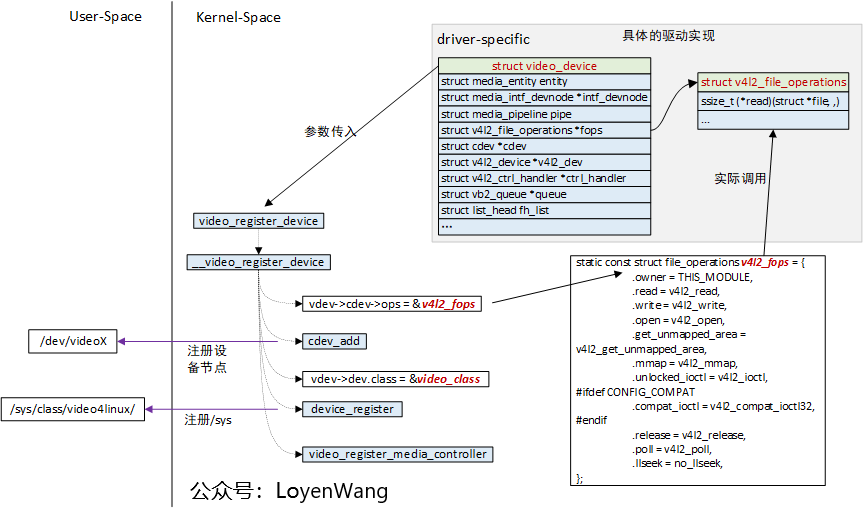 User-Space
Kernel-Space
driver-specific
具体的驱动实现
struct video_device
struct media_entity entity
struct media_intf_devnode *intf_devnode
struct media_pipeline pipe
struct v4l2_file_operations *fops
struct cdev *cdev
struct v4l2_device *v4l2_dev
struct v4l2_ctrl_handler *ctrl_handler
struct vb2_queue *queue
struct list_head fh_list
...
struct v4l2_file_operations
ssize_t (*read)(struct *file, ,)
...
参数传入
实际调用
video_register_device
__video_register_device
vdev->cdev->ops = &v4l2_fops
cdev_add
vdev->dev.class = &video_class
device_register
video_register_media_controller
/dev/videoX
注册设
备节点
/sys/class/video4linux/
注册/sys
static const struct file_operations v4l2_fops = {
.owner = THIS_MODULE,
.read = v4l2_read,
.write = v4l2_write,
.open = v4l2_open,
.get_unmapped_area =
v4l2_get_unmapped_area,
.mmap = v4l2_mmap,
.unlocked_ioctl = v4l2_ioctl,
#ifdef CONFIG_COMPAT
.compat_ioctl = v4l2_compat_ioctl32,
#endif
.release = v4l2_release,
.poll = v4l2_poll,
.llseek = no_llseek,
};
公众号：LoyenWang